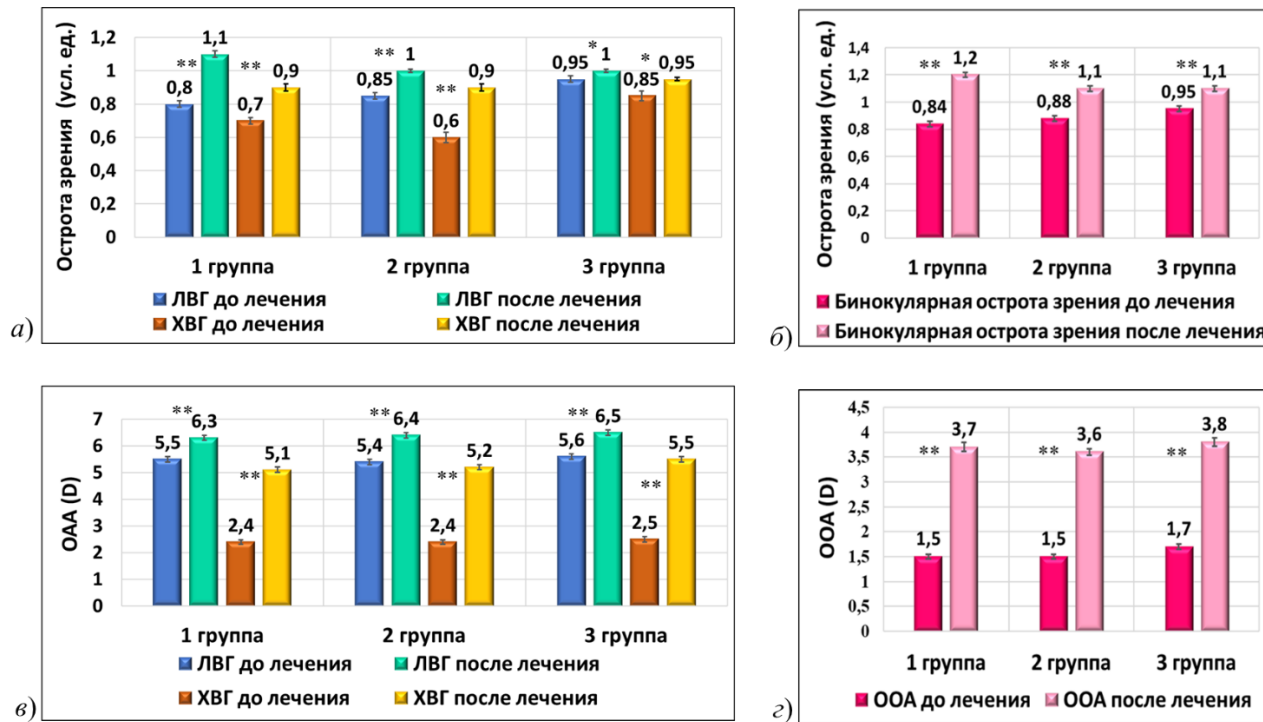 Острота зрения (усл. ед.)
1,2
1
0,8
0,6
0,4
0,2
0
** ** ** ** * *
0,8 1,1 0,7 0,9 0,85 1 0,6 0,9 0,95 1 0,85 0,95
1 группа 2 группа 3 группа
ЛВГ до лечения ЛВГ после лечения
ХВГ до лечения ХВГ после лечения
а)
Острота зрения (усл. ед.)
1,4
1,2
1
0,8
0,6
0,4
0,2
0
** ** **
0,84 1,2 0,88 1,1 0,95 1,1
1 группа 2 группа 3 группа
Бинокулярная острота зрения до лечения
Бинокулярная острота зрения после лечения
б)
ОАА (D)
7
6
5
4
3
2
1
0
** ** ** ** ** **
5,5 6,3 2,4 5,1 5,4 6,4 2,4 5,2 5,6 6,5 2,5 5,5
1 группа 2 группа 3 группа
ЛВГ до лечения ЛВГ после лечения
ХВГ до лечения ХВГ после лечения
в)
ООА (D)
4,5
4
3,5
3
2,5
2
1,5
1
0,5
0
** ** **
1,5 3,7 1,5 3,6 1,7 3,8
1 группа 2 группа 3 группа
ООА до лечения ООА после лечения
г)